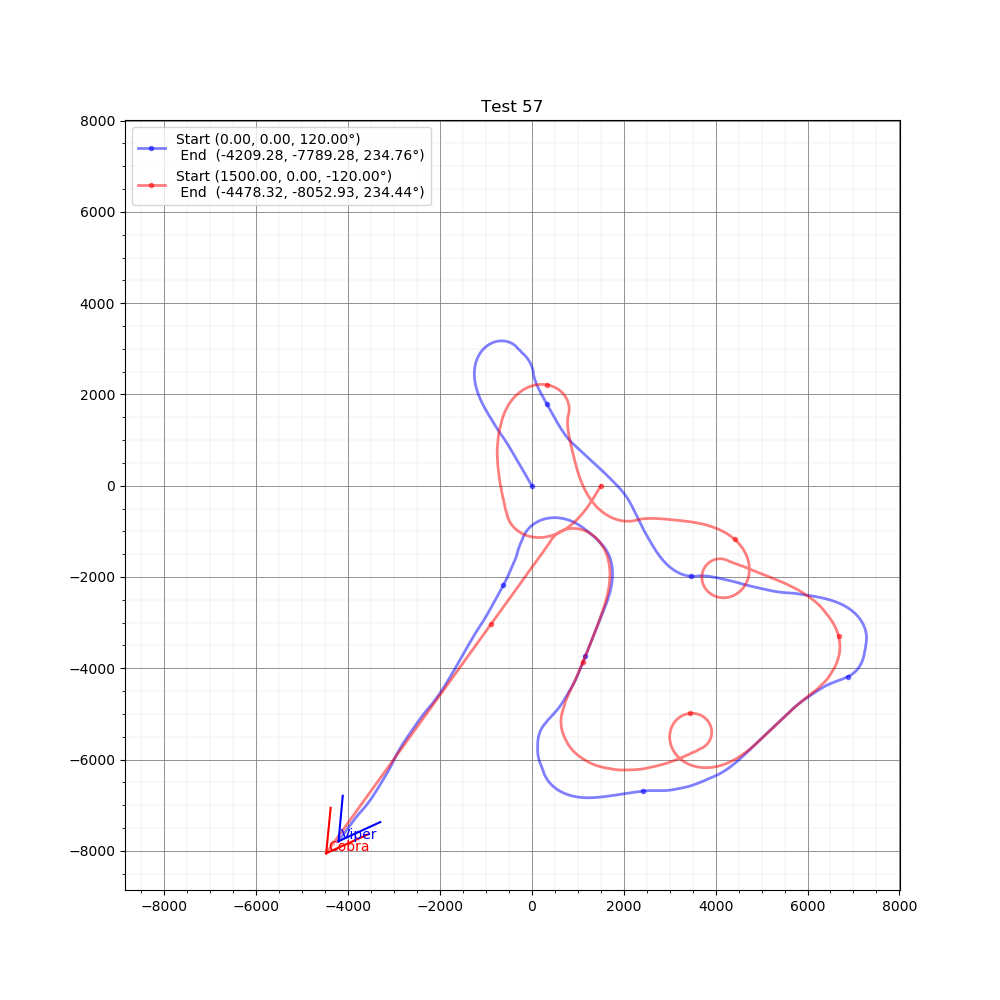 Test 57
Start (0.00, 0.00, 120.00°)
End  (-4209.28, -7789.28, 234.76°)
Start (1500.00, 0.00, -120.00°)
End  (-4478.32, -8052.93, 234.44°)
8000
6000
4000
2000
0
−2000
−4000
−6000
−8000
Viper
Cobra
−8000 −6000 −4000 −2000 0 2000 4000 6000 8000